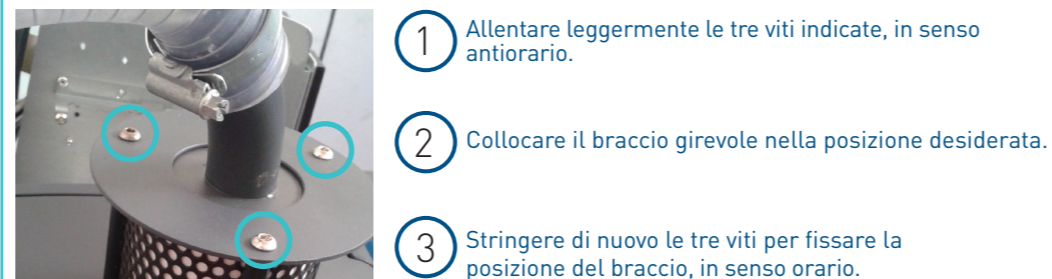 1 Allentare leggermente le tre viti indicate, in senso
antiorario.
2 Collocare il braccio girevole nella posizione desiderata.
3 Stringere di nuovo le tre viti per fissare la
posizione del braccio, in senso orario.